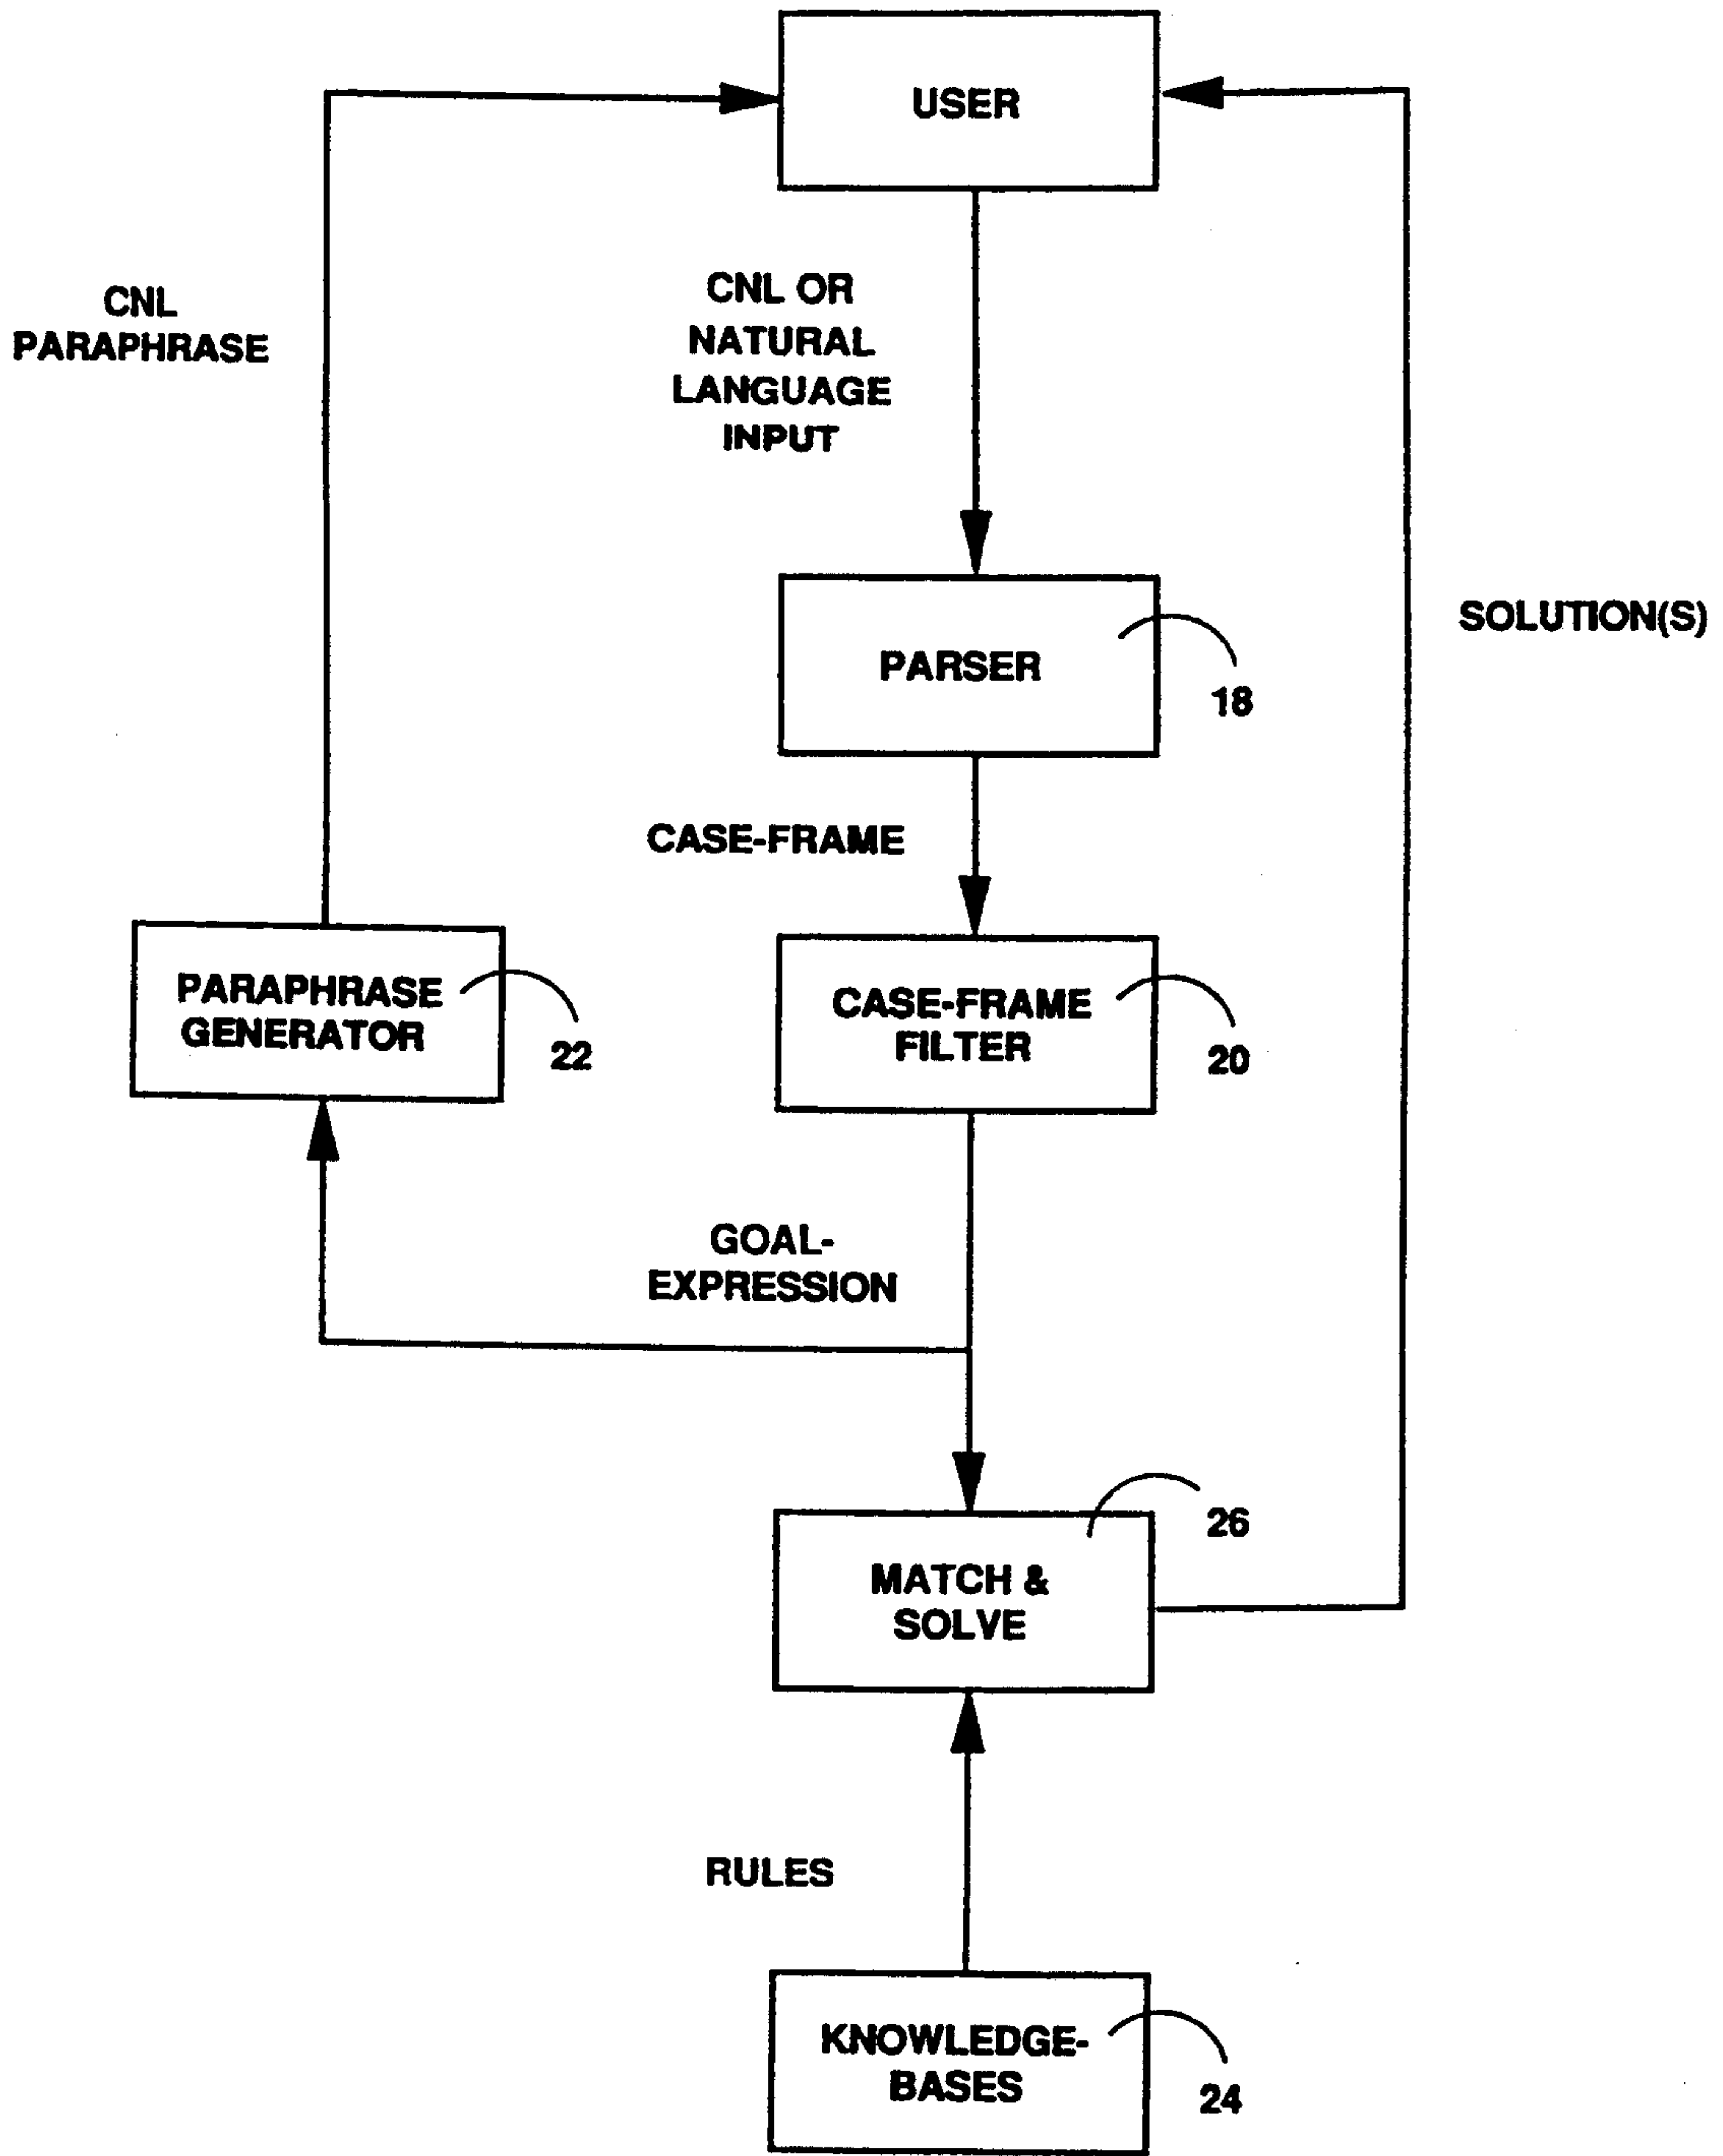 USER
CNL
PARAPHRASE
CNL OR
NATURAL
LANGUAGE
INPUT
SOLUTION(S)
PARSER
18
CASE-FRAME
PARAPHRASE
GENERATOR
22
CASE-FRAME
FILTER
20
GOAL-
EXPRESSION
26
MATCH &
SOLVE
RULES
KNOWLEDGE-
BASES
24